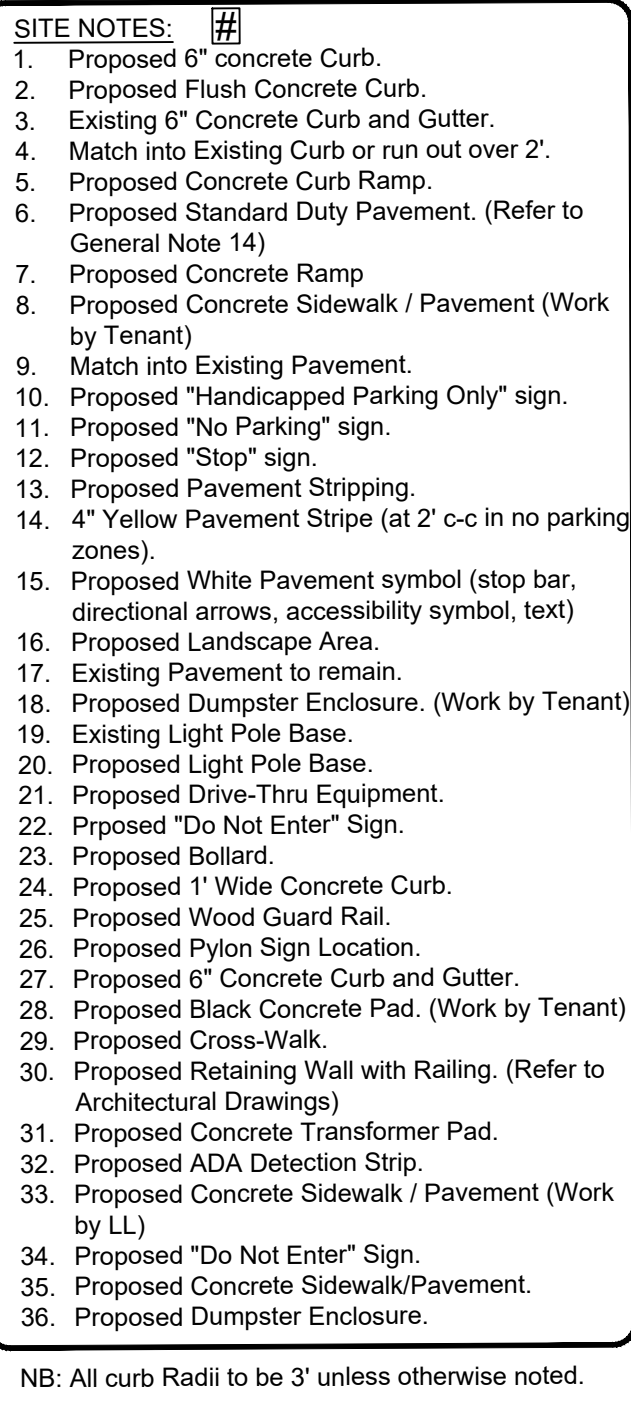 SITE NOTES: #
1. Proposed 6" concrete Curb.
2. Proposed Flush Concrete Curb.
3. Existing 6" Concrete Curb and Gutter.
4. Match into Existing Curb or run out over 2'.
5. Proposed Concrete Curb Ramp.
6. Proposed Standard Duty Pavement. (Refer to
General Note 14)
7. Proposed Concrete Ramp
8. Proposed Concrete Sidewalk / Pavement (Work
by Tenant)
9. Match into Existing Pavement.
10. Proposed "Handicapped Parking Only" sign.
11. Proposed "No Parking" sign.
12. Proposed "Stop" sign.
13. Proposed Pavement Stripping.
14. 4" Yellow Pavement Stripe (at 2' c-c in no parking
zones).
15. Proposed White Pavement symbol (stop bar,
directional arrows, accessibility symbol, text)
16. Proposed Landscape Area.
17. Existing Pavement to remain.
18. Proposed Dumpster Enclosure. (Work by Tenant)
19. Existing Light Pole Base.
20. Proposed Light Pole Base.
21. Proposed Drive-Thru Equipment.
22. Prposed "Do Not Enter" Sign.
23. Proposed Bollard.
24. Proposed 1' Wide Concrete Curb.
25. Proposed Wood Guard Rail.
26. Proposed Pylon Sign Location.
27. Proposed 6" Concrete Curb and Gutter.
28. Proposed Black Concrete Pad. (Work by Tenant)
29. Proposed Cross-Walk.
30. Proposed Retaining Wall with Railing. (Refer to
Architectural Drawings)
31. Proposed Concrete Transformer Pad.
32. Proposed ADA Detection Strip.
33. Proposed Concrete Sidewalk / Pavement (Work
by LL)
34. Proposed "Do Not Enter" Sign.
35. Proposed Concrete Sidewalk/Pavement.
36. Proposed Dumpster Enclosure.
NB: All curb Radii to be 3' unless otherwise noted.